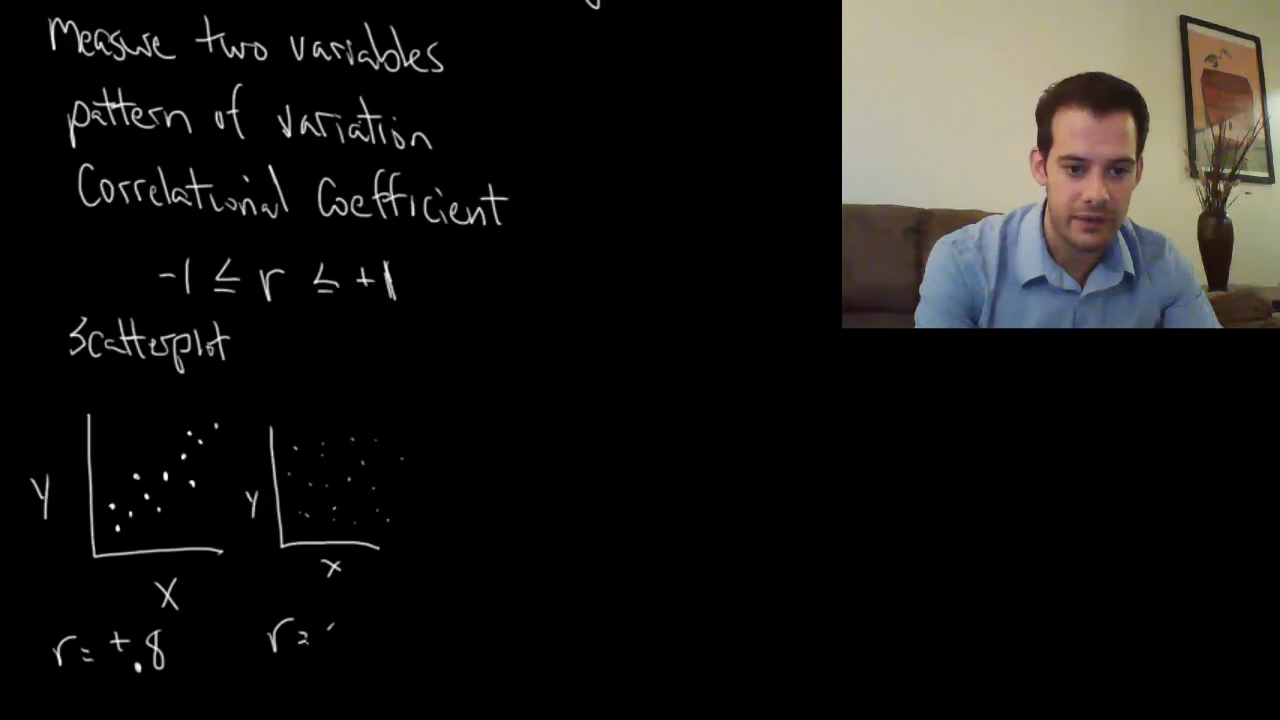 Measure two variables
pattern of variation
Correlational Coefficient
-1 ≤ r ≤ +1
Scatterplot
Y
Y
X
X
r= +.8
r=